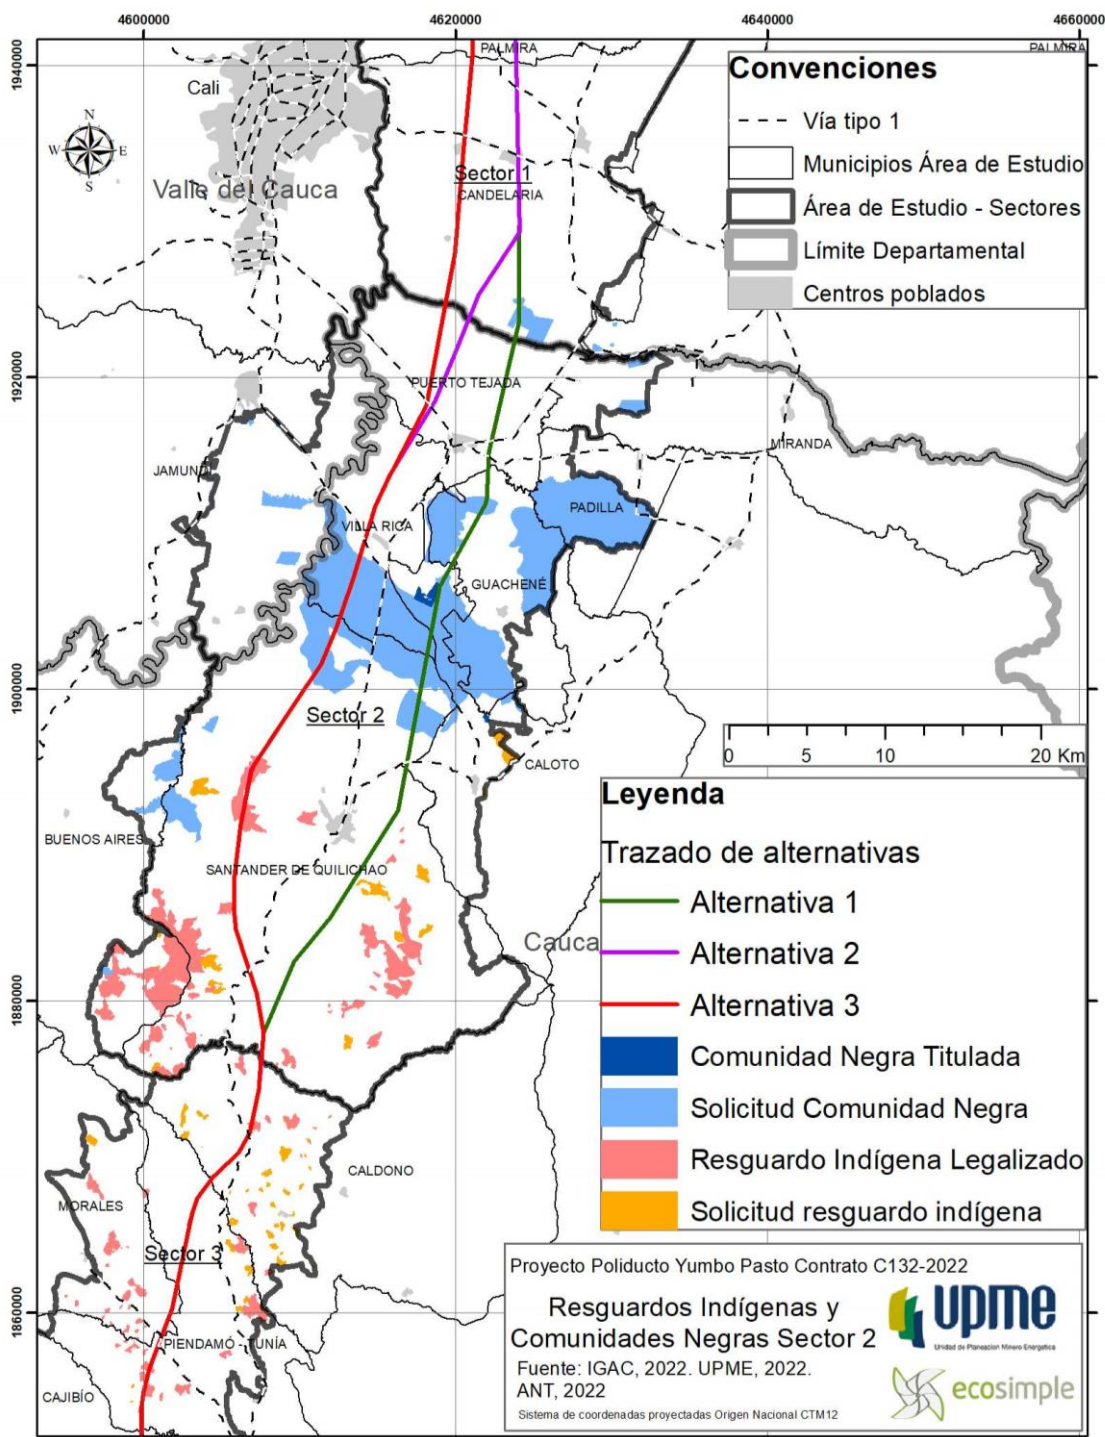 4600000
4620000
4640000
4660000
1940000
1920000
1900000
1880000
1860000
PALMIRA
PALMIRA
Cali
N
W
E
S
Valle del Cauca
Sector 1
CANDELARIA
Convenciones
Vía tipo 1
Municipios Área de Estudio
Área de Estudio - Sectores
Límite Departamental
Centros poblados
PUERTO TEJADA
MIRANDA
JAMUNDÍ
PADILLA
VILLA RICA
GUACHENÉ
Sector 2
0 5 10 20 Km
CALOTO
BUENOS AIRES
SANTANDER DE QUILICHAO
Cauca
Leyenda
Trazado de alternativas
Alternativa 1
Alternativa 2
Alternativa 3
Comunidad Negra Titulada
Solicitud Comunidad Negra
Resguardo Indígena Legalizado
Solicitud resguardo indígena
CALDONO
MORALES
Sector 3
PIENDAMÓ - TUNÍA
CAJIBÍO
Proyecto Poliducto Yumbo Pasto Contrato C132-2022
Resguardos Indígenas y
Comunidades Negras Sector 2
Fuente: IGAC, 2022. UPME, 2022.
ANT, 2022
Sistema de coordenadas proyectadas Origen Nacional CTM12
upme
Unidad de Planeación Minero Energética
ecosimple